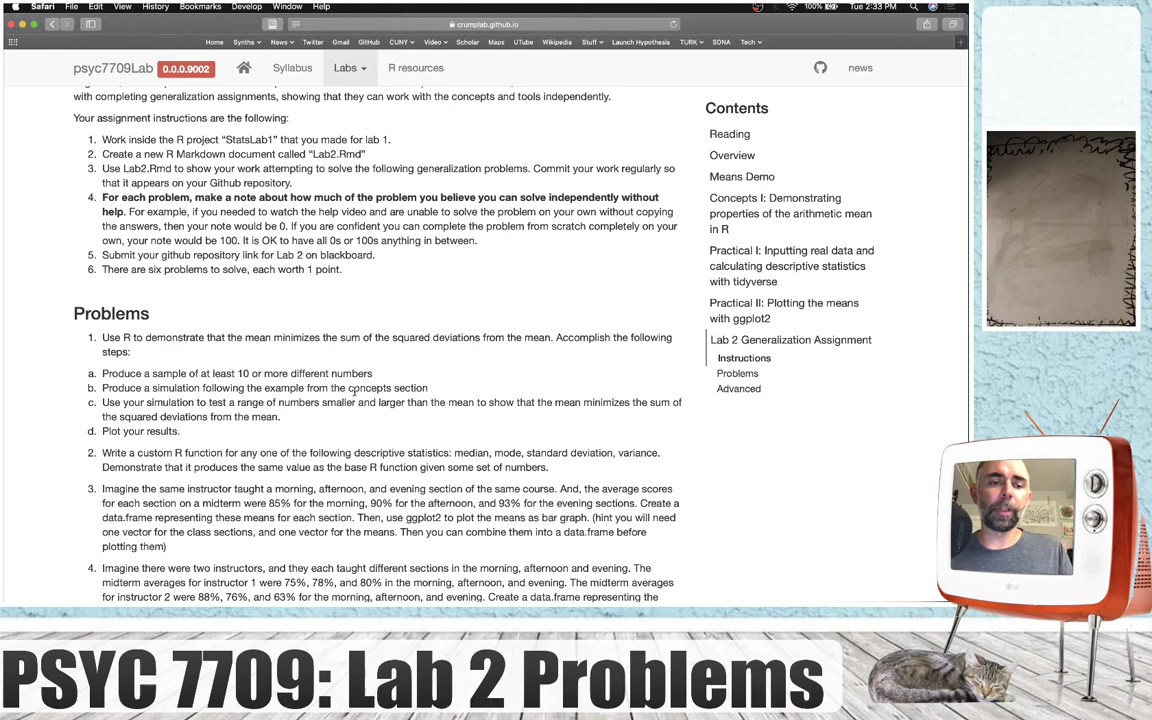 Safari File Edit View History Bookmarks Develop Window Help
100% Tue 2:33 PM
crumplab.github.io
Home Synths News Twitter Gmail GitHub CUNY Video Scholar Maps UTube Wikipedia Stuff Launch Hypothesis TURK SONA Tech
psyc7709Lab 0.0.0.9002 Syllabus Labs R resources news
with completing generalization assignments, showing that they can work with the concepts and tools independently.
Your assignment instructions are the following:
1. Work inside the R project “StatsLab1” that you made for lab 1.
2. Create a new R Markdown document called “Lab2.Rmd”
3. Use Lab2.Rmd to show your work attempting to solve the following generalization problems. Commit your work regularly so
that it appears on your Github repository.
4. For each problem, make a note about how much of the problem you believe you can solve independently without
help. For example, if you needed to watch the help video and are unable to solve the problem on your own without copying
the answers, then your note would be 0. If you are confident you can complete the problem from scratch completely on your
own, your note would be 100. It is OK to have all 0s or 100s anything in between.
5. Submit your github repository link for Lab 2 on blackboard.
6. There are six problems to solve, each worth 1 point.
Problems
1. Use R to demonstrate that the mean minimizes the sum of the squared deviations from the mean. Accomplish the following
steps:
a. Produce a sample of at least 10 or more different numbers
b. Produce a simulation following the example from the concepts section
c. Use your simulation to test a range of numbers smaller and larger than the mean to show that the mean minimizes the sum of
the squared deviations from the mean.
d. Plot your results.
2. Write a custom R function for any one of the following descriptive statistics: median, mode, standard deviation, variance.
Demonstrate that it produces the same value as the base R function given some set of numbers.
3. Imagine the same instructor taught a morning, afternoon, and evening section of the same course. And, the average scores
for each section on a midterm were 85% for the morning, 90% for the afternoon, and 93% for the evening sections. Create a
data.frame representing these means for each section. Then, use ggplot2 to plot the means as bar graph. (hint you will need
one vector for the class sections, and one vector for the means. Then you can combine them into a data.frame before
plotting them)
4. Imagine there were two instructors, and they each taught different sections in the morning, afternoon and evening. The
midterm averages for instructor 1 were 75%, 78%, and 80% in the morning, afternoon, and evening. The midterm averages
for instructor 2 were 88%, 76%, and 63% for the morning, afternoon, and evening. Create a data.frame representing the
Contents
Reading
Overview
Means Demo
Concepts I: Demonstrating
properties of the arithmetic mean
in R
Practical I: Inputting real data and
calculating descriptive statistics
with tidyverse
Practical II: Plotting the means
with ggplot2
Lab 2 Generalization Assignment
Instructions
Problems
Advanced
PSYC 7709: Lab 2 Problems